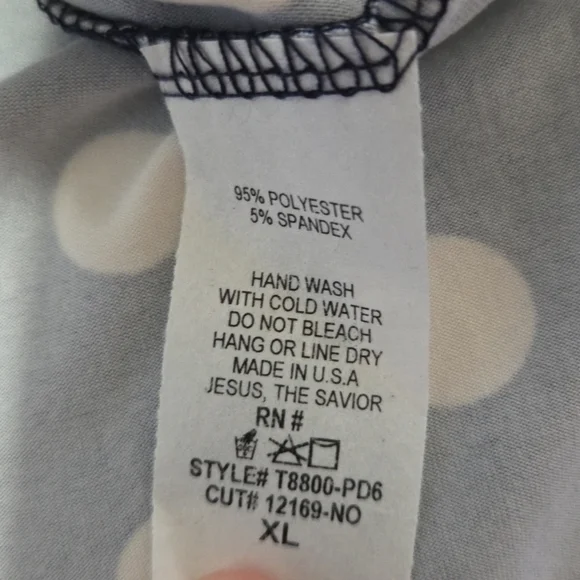 95% POLYESTER
5% SPANDEX
HAND WASH
WITH COLD WATER
DO NOT BLEACH
HANG OR LINE DRY
MADE IN U.S.A
JESUS, THE SAVIOR
RN #
STYLE# T8800-PD6
CUT# 12169-NO
XL